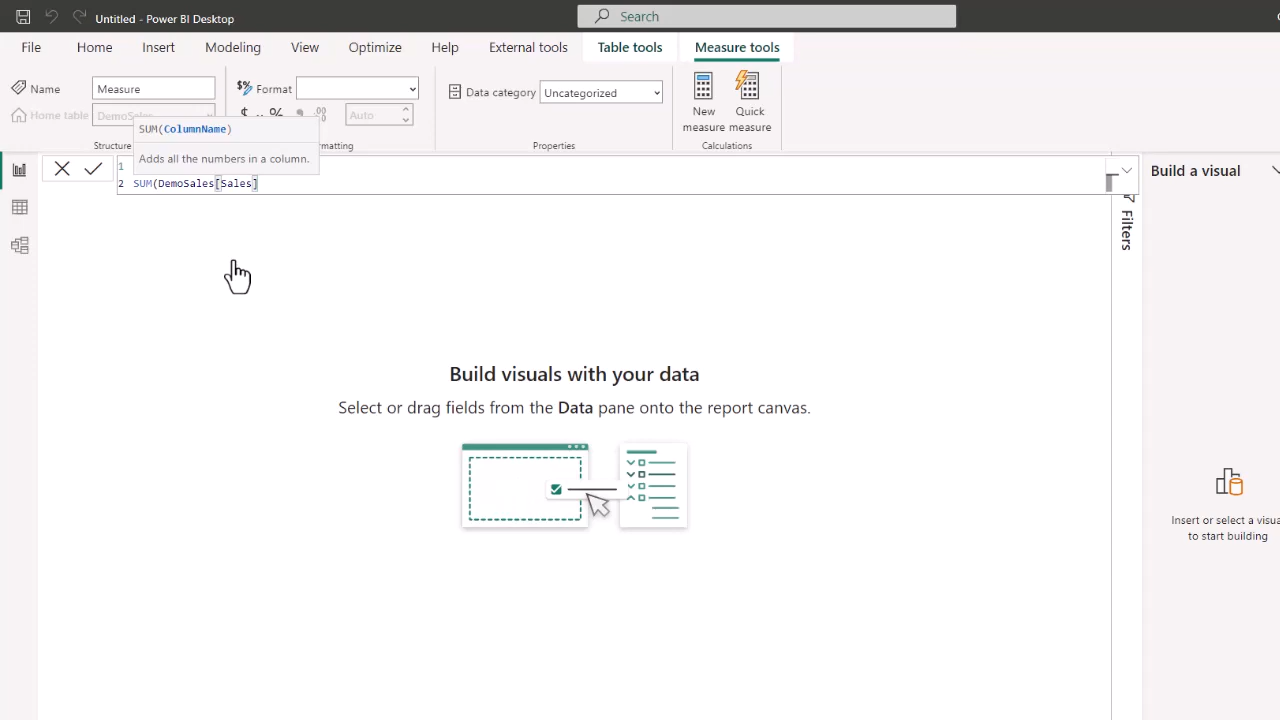 Untitled - Power BI Desktop
Search
File
Home
Insert
Modeling
View
Optimize
Help
External tools
Table tools
Measure tools
Name
Measure
Format
Data category
Uncategorized
New measure
Quick measure
Home table
DemoSales
Auto
Structure
Properties
Calculations
SUM(ColumnName)
Adds all the numbers in a column.
1
2 SUM(DemoSales[Sales]
Build a visual
Filters
Build visuals with your data
Select or drag fields from the Data pane onto the report canvas.
Insert or select a
to start building